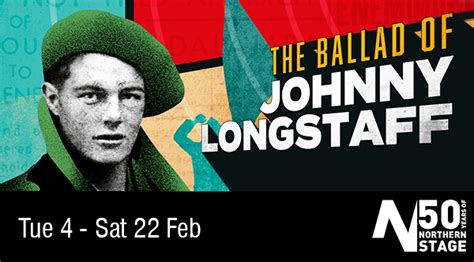 THE BALLAD OF
JOHNNY
LONGSTAFF
Tue 4 - Sat 22 Feb
N 50 YEARS OF
NORTHERN
STAGE